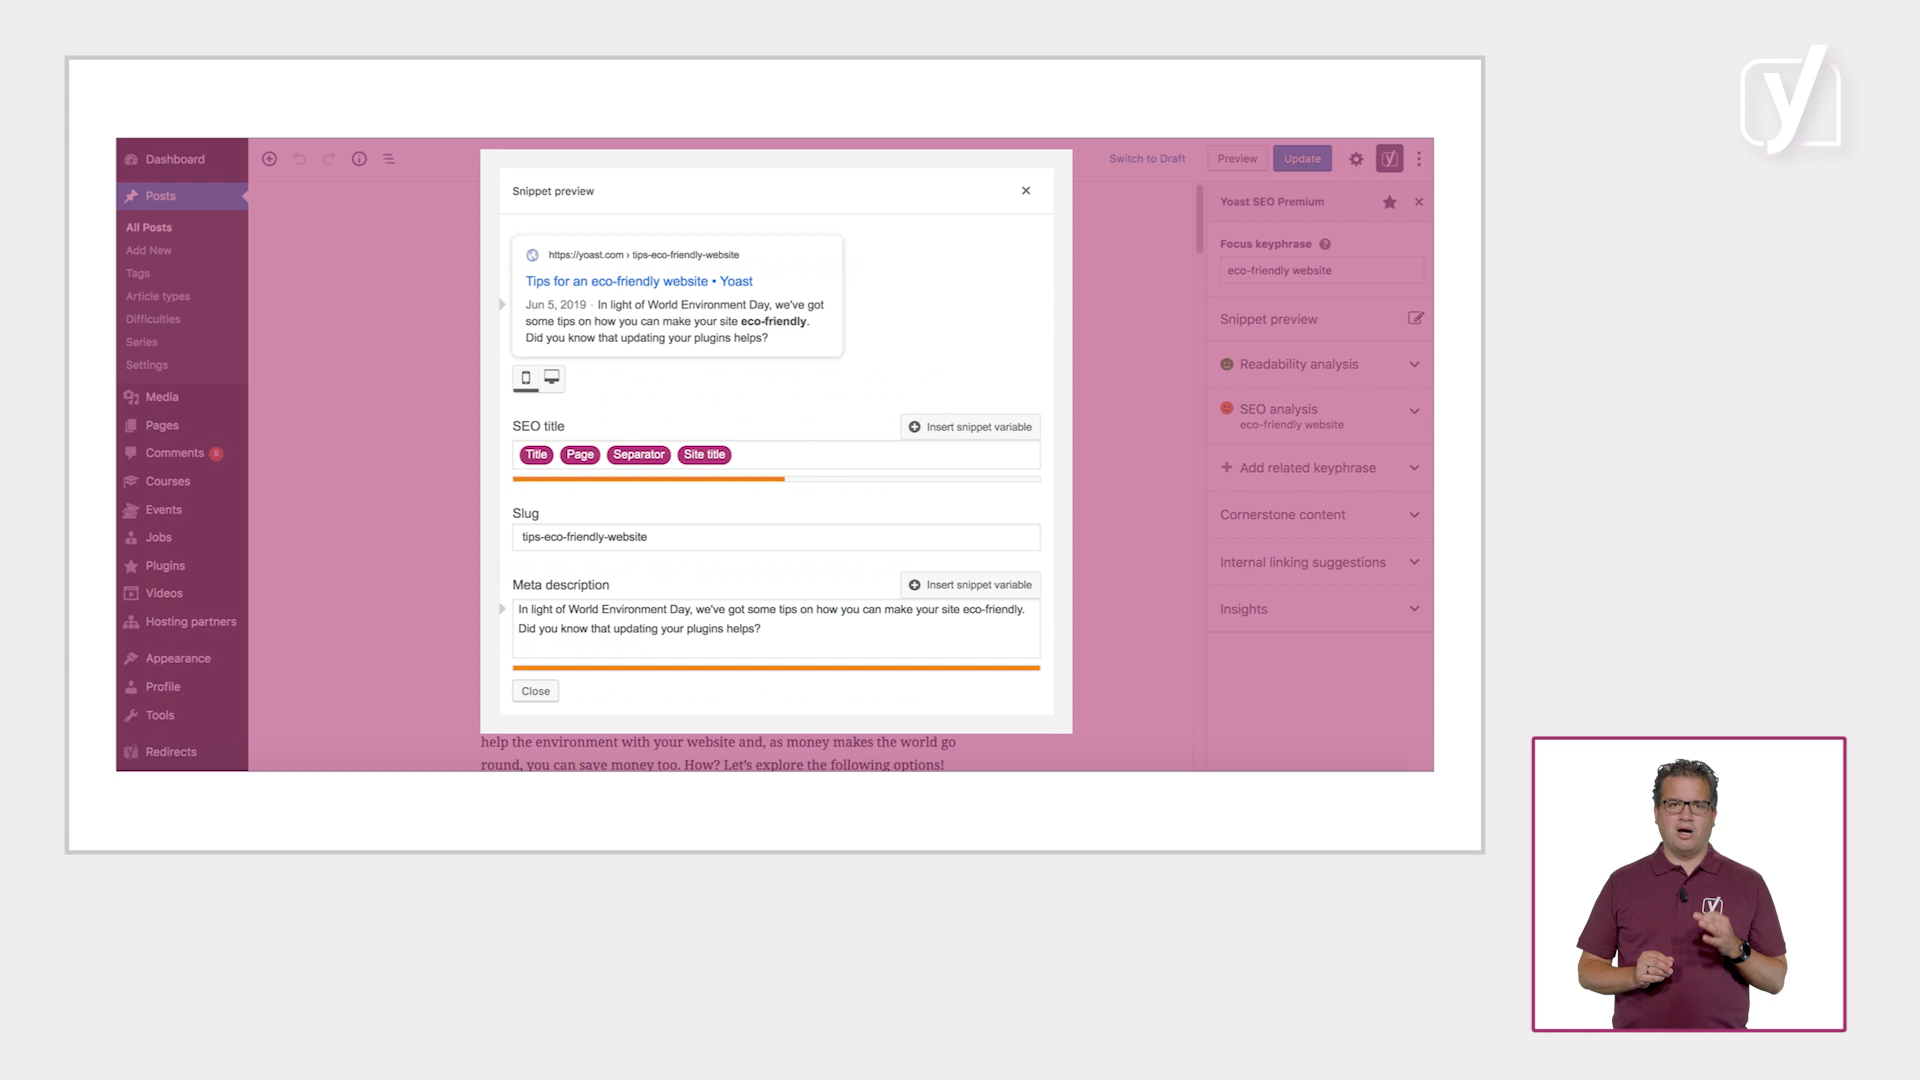 Dashboard
Posts
All Posts
Add New
Tags
Article types
Difficulties
Series
Settings
Media
Pages
Comments 6
Courses
Events
Jobs
Plugins
Videos
Hosting partners
Appearance
Profile
Tools
Redirects
Snippet preview
https://yoast.com › tips-eco-friendly-website
Tips for an eco-friendly website • Yoast
Jun 5, 2019 · In light of World Environment Day, we've got
some tips on how you can make your site eco-friendly.
Did you know that updating your plugins helps?
SEO title
Insert snippet variable
Title Page Separator Site title
Slug
tips-eco-friendly-website
Meta description
Insert snippet variable
In light of World Environment Day, we've got some tips on how you can make your site eco-friendly.
Did you know that updating your plugins helps?
Close
help the environment with your website and, as money makes the world go
round, you can save money too. How? Let's explore the following options!
Switch to Draft
Preview
Update
Yoast SEO Premium
Focus keyphrase
eco-friendly website
Snippet preview
Readability analysis
SEO analysis
eco-friendly website
Add related keyphrase
Cornerstone content
Internal linking suggestions
Insights
y